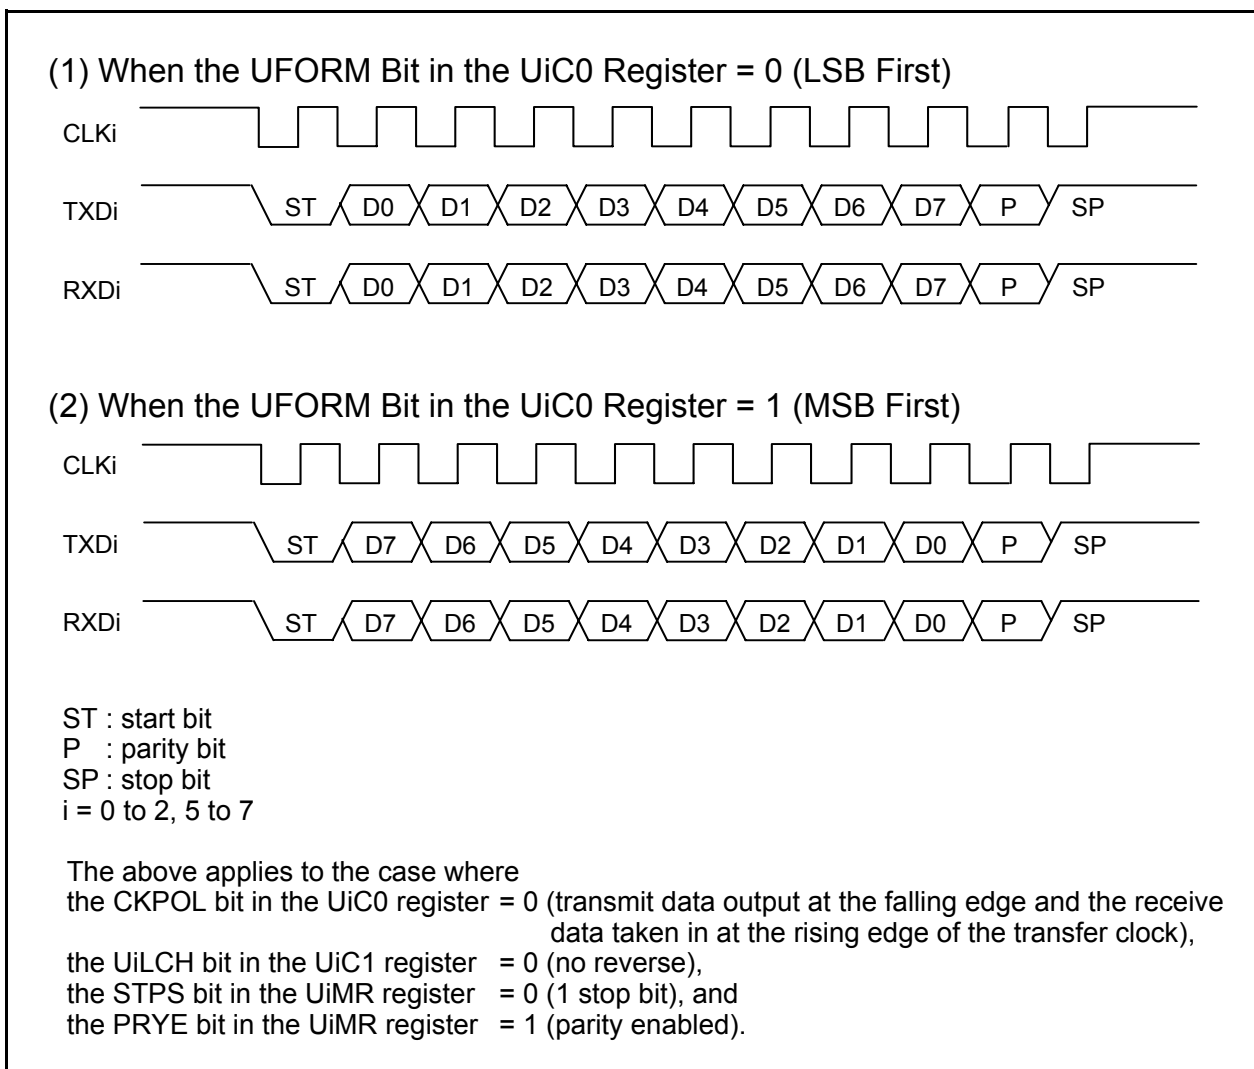 (1) When the UFORM Bit in the UiC0 Register = 0 (LSB First)
CLKi
TXDi ST D0 D1 D2 D3 D4 D5 D6 D7 P SP
RXDi ST D0 D1 D2 D3 D4 D5 D6 D7 P SP
(2) When the UFORM Bit in the UiC0 Register = 1 (MSB First)
CLKi
TXDi ST D7 D6 D5 D4 D3 D2 D1 D0 P SP
RXDi ST D7 D6 D5 D4 D3 D2 D1 D0 P SP
ST : start bit
P : parity bit
SP : stop bit
i = 0 to 2, 5 to 7
The above applies to the case where
the CKPOL bit in the UiC0 register = 0 (transmit data output at the falling edge and the receive
data taken in at the rising edge of the transfer clock),
the UiLCH bit in the UiC1 register = 0 (no reverse),
the STPS bit in the UiMR register = 0 (1 stop bit), and
the PRYE bit in the UiMR register = 1 (parity enabled).